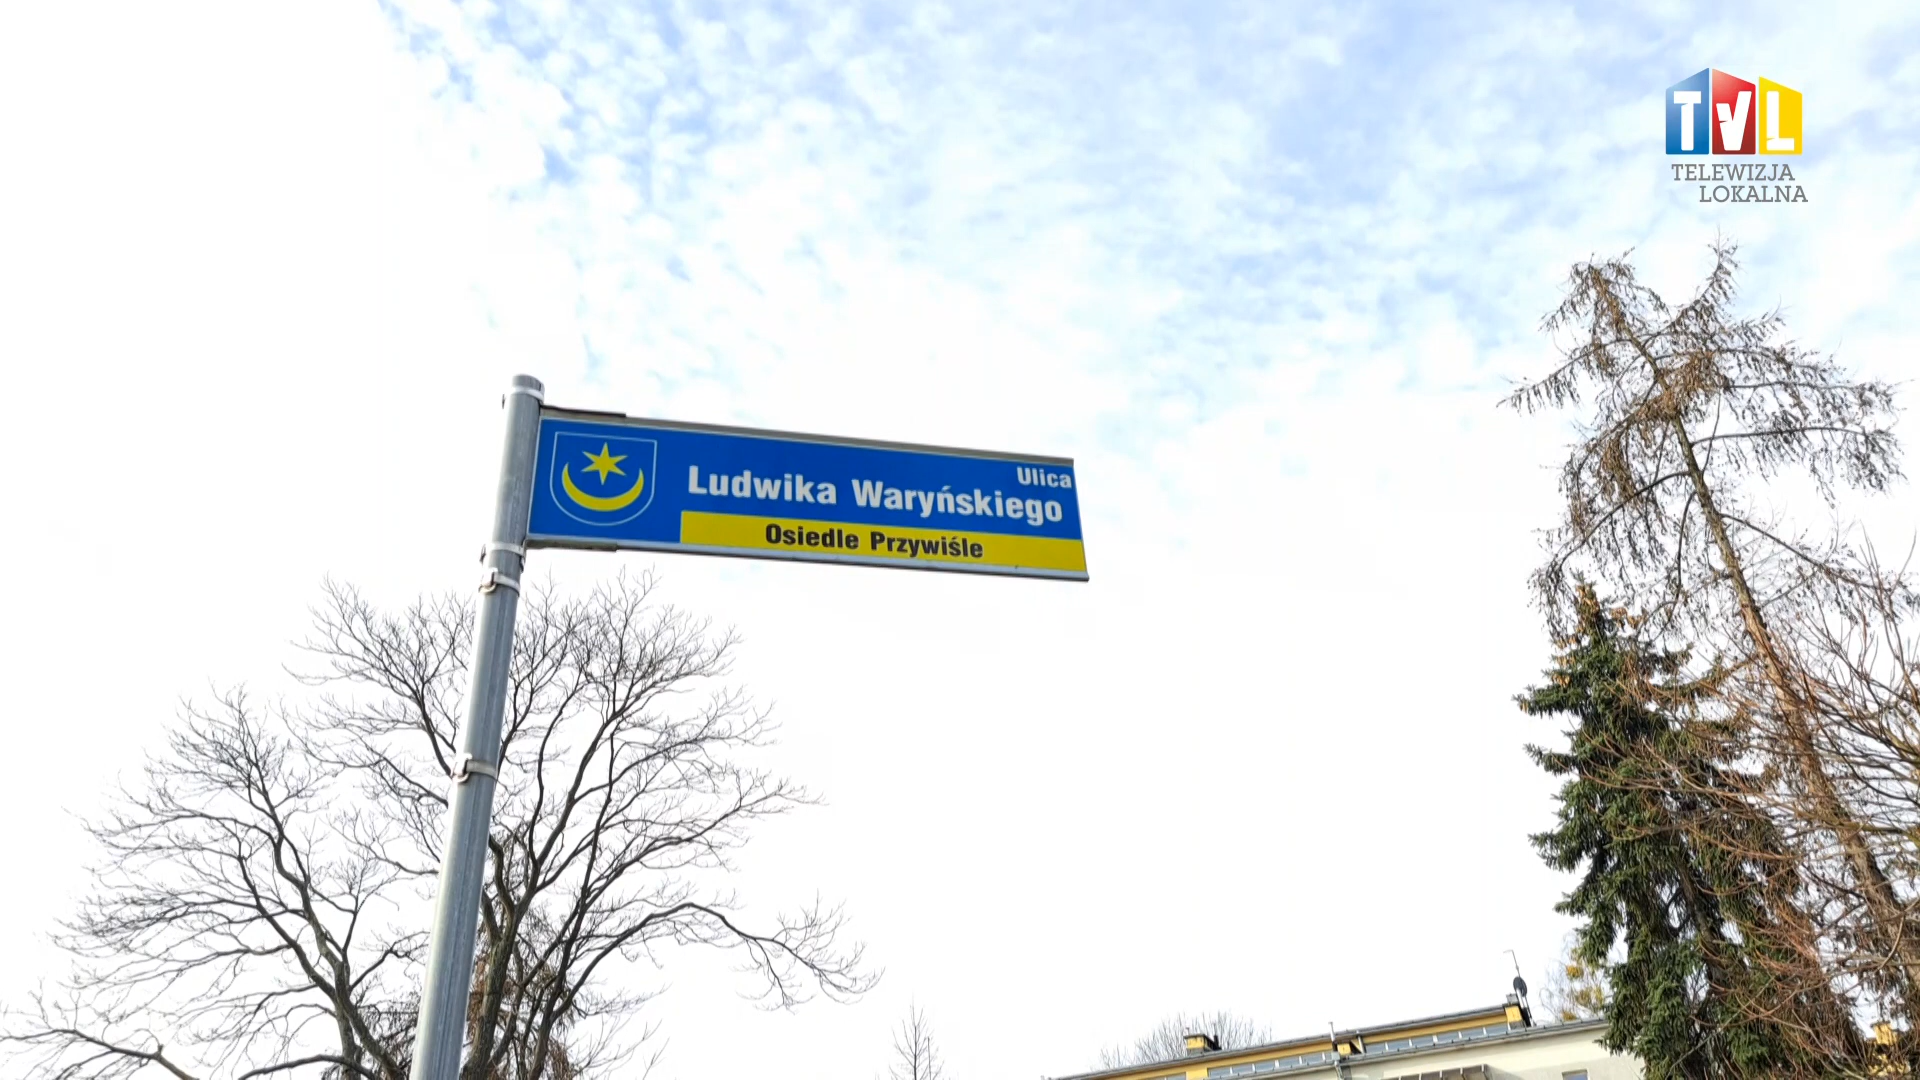 Ulica
Ludwika Waryńskiego
Osiedle Przywiśle
TVL
TELEWIZJA
LOKALNA